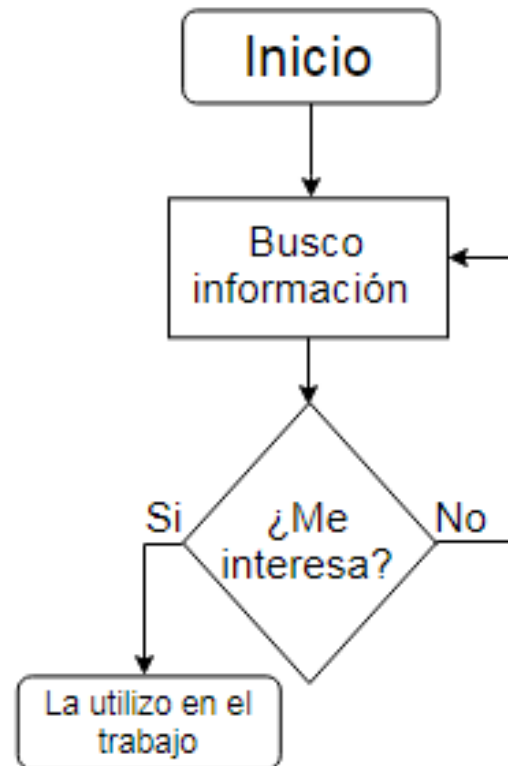 Inicio
Busco
información
¿Me
interesa?
Si
No
La utilizo en el
trabajo